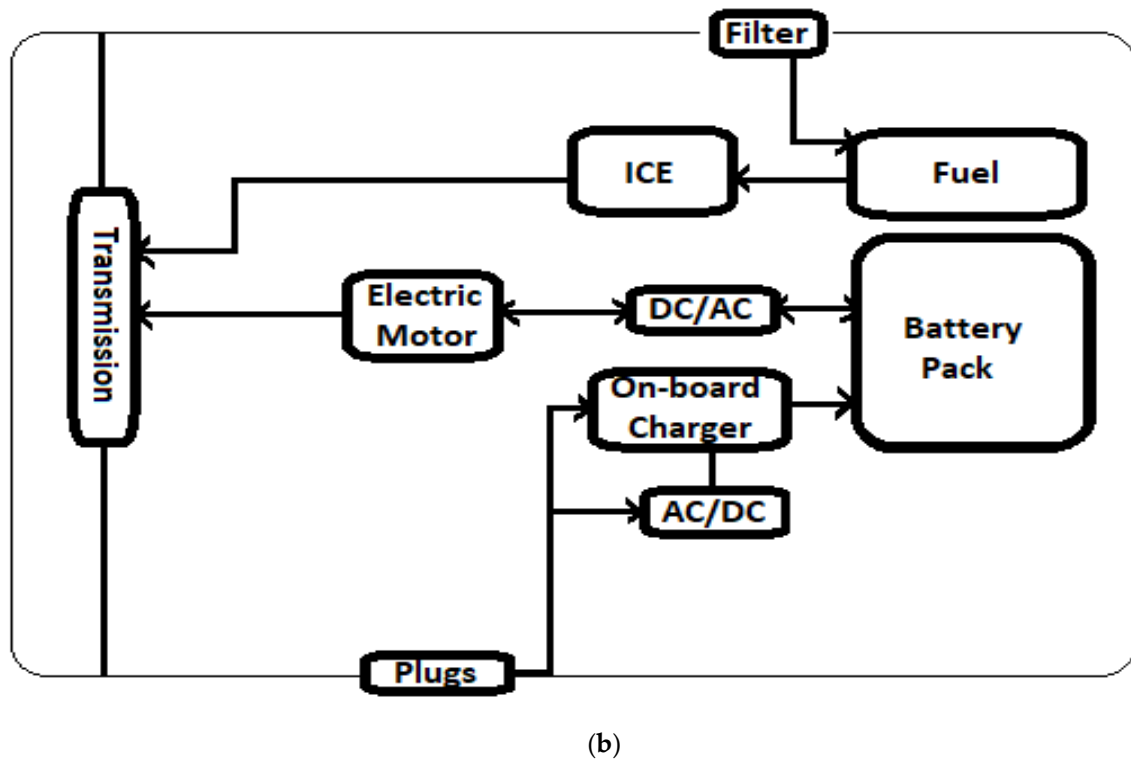 Filter
ICE
Fuel
Transmission
Electric
Motor
DC/AC
Battery
Pack
On-board
Charger
AC/DC
Plugs
(b)